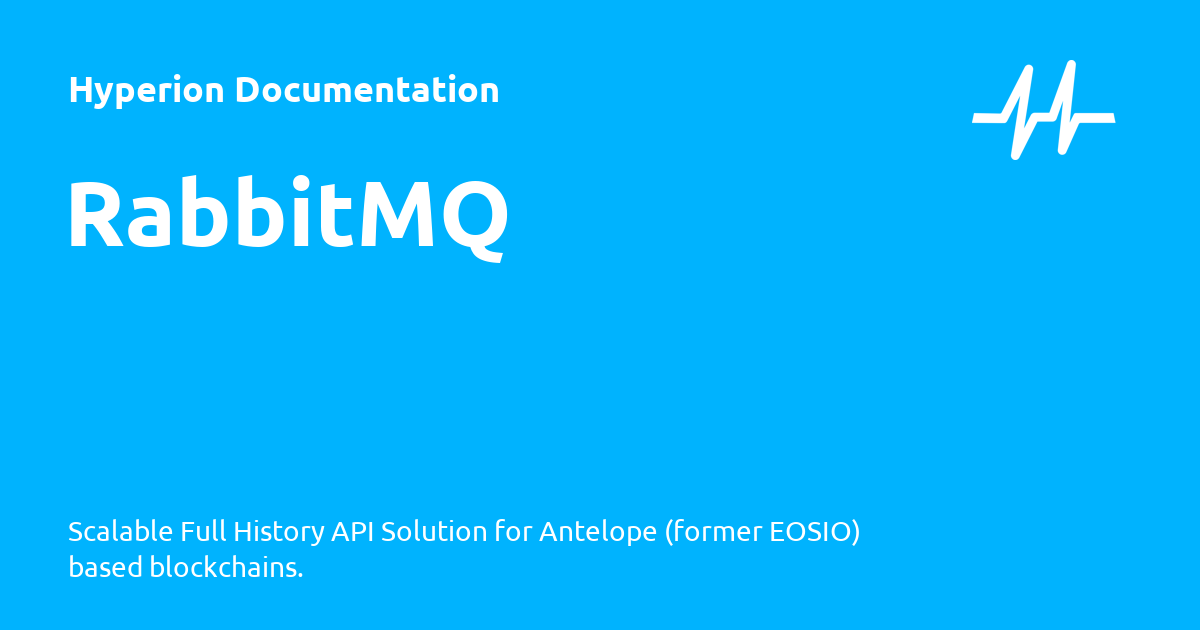 Hyperion Documentation
RabbitMQ
Scalable Full History API Solution for Antelope (former EOSIO)
based blockchains.